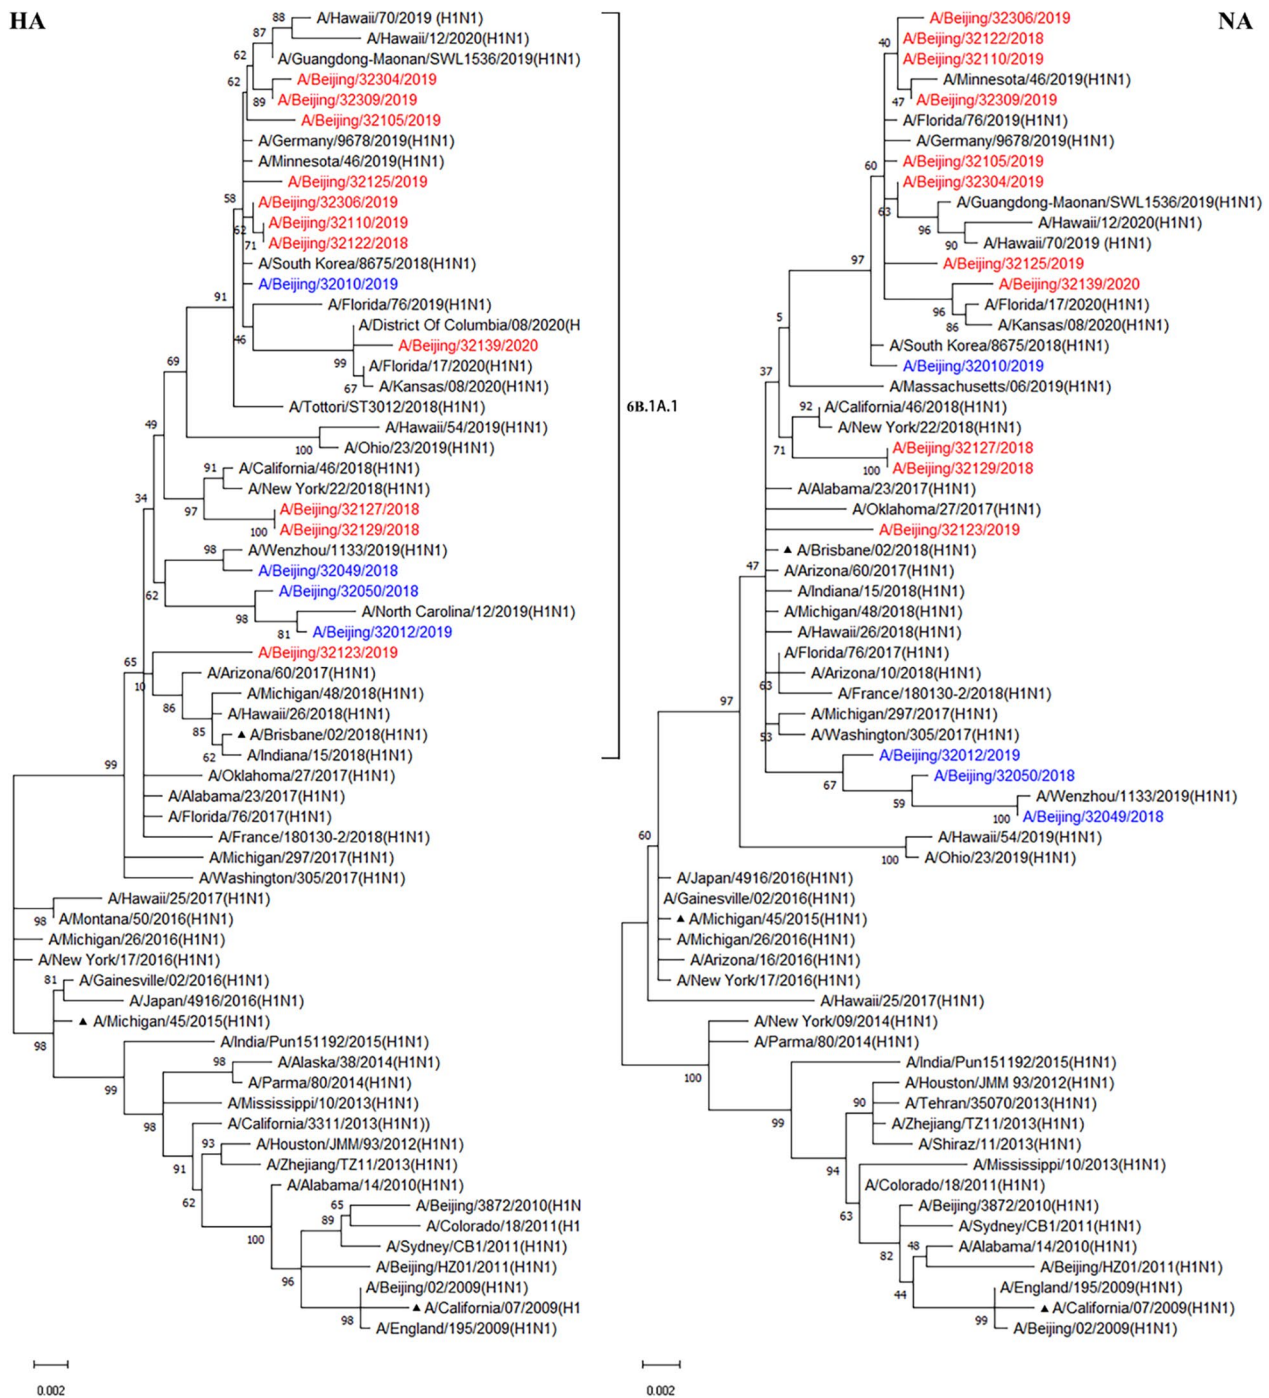 HA
88
A/Hawaii/70/2019 (H1N1)
87
A/Hawaii/12/2020(H1N1)
62
A/Guangdong-Maonan/SWL1536/2019(H1N1)
62
A/Beijing/32304/2019
89
A/Beijing/32309/2019
A/Beijing/32105/2019
A/Germany/9678/2019(H1N1)
A/Minnesota/46/2019(H1N1)
A/Beijing/32125/2019
58
A/Beijing/32306/2019
A/Beijing/32110/2019
62
71
A/Beijing/32122/2018
A/South Korea/8675/2018(H1N1)
A/Beijing/32010/2019
91
A/Florida/76/2019(H1N1)
A/District Of Columbia/08/2020(H
46
A/Beijing/32139/2020
99
A/Florida/17/2020(H1N1)
67
A/Kansas/08/2020(H1N1)
69
A/Tottori/ST3012/2018(H1N1)
A/Hawaii/54/2019(H1N1)
49
100
A/Ohio/23/2019(H1N1)
91
A/California/46/2018(H1N1)
A/New York/22/2018(H1N1)
34
97
A/Beijing/32127/2018
100
A/Beijing/32129/2018
98
A/Wenzhou/1133/2019(H1N1)
A/Beijing/32049/2018
62
A/Beijing/32050/2018
98
A/North Carolina/12/2019(H1N1)
81
A/Beijing/32012/2019
A/Beijing/32123/2019
65
10
A/Arizona/60/2017(H1N1)
A/Michigan/48/2018(H1N1)
86
A/Hawaii/26/2018(H1N1)
85
▲ A/Brisbane/02/2018(H1N1)
62
A/Indiana/15/2018(H1N1)
99
A/Oklahoma/27/2017(H1N1)
A/Alabama/23/2017(H1N1)
A/Florida/76/2017(H1N1)
A/France/180130-2/2018(H1N1)
A/Michigan/297/2017(H1N1)
A/Washington/305/2017(H1N1)
A/Hawaii/25/2017(H1N1)
98
A/Montana/50/2016(H1N1)
A/Michigan/26/2016(H1N1)
A/New York/17/2016(H1N1)
81
A/Gainesville/02/2016(H1N1)
A/Japan/4916/2016(H1N1)
▲ A/Michigan/45/2015(H1N1)
98
A/India/Pun151192/2015(H1N1)
98
A/Alaska/38/2014(H1N1)
99
A/Parma/80/2014(H1N1)
A/Mississippi/10/2013(H1N1)
98
A/California/3311/2013(H1N1))
93
A/Houston/JMM/93/2012(H1N1)
91
A/Zhejiang/TZ11/2013(H1N1)
62
A/Alabama/14/2010(H1N1)
65
A/Beijing/3872/2010(H1N
89
A/Colorado/18/2011(H1
100
A/Sydney/CB1/2011(H1N1)
96
A/Beijing/HZ01/2011(H1N1)
A/Beijing/02/2009(H1N1)
▲ A/California/07/2009(H1
98
A/England/195/2009(H1N1)
0.002
6B.1A.1
NA
A/Beijing/32306/2019
40
A/Beijing/32122/2018
A/Beijing/32110/2019
A/Minnesota/46/2019(H1N1)
47
A/Beijing/32309/2019
A/Florida/76/2019(H1N1)
A/Germany/9678/2019(H1N1)
60
A/Beijing/32105/2019
A/Beijing/32304/2019
63
A/Guangdong-Maonan/SWL1536/2019(H1N1)
96
A/Hawaii/12/2020(H1N1)
90
A/Hawaii/70/2019 (H1N1)
97
A/Beijing/32125/2019
A/Beijing/32139/2020
96
A/Florida/17/2020(H1N1)
86
A/Kansas/08/2020(H1N1)
5
A/South Korea/8675/2018(H1N1)
A/Beijing/32010/2019
37
A/Massachusetts/06/2019(H1N1)
92
A/California/46/2018(H1N1)
A/New York/22/2018(H1N1)
71
A/Beijing/32127/2018
100
A/Beijing/32129/2018
A/Alabama/23/2017(H1N1)
A/Oklahoma/27/2017(H1N1)
A/Beijing/32123/2019
▲ A/Brisbane/02/2018(H1N1)
47
A/Arizona/60/2017(H1N1)
A/Indiana/15/2018(H1N1)
A/Michigan/48/2018(H1N1)
A/Hawaii/26/2018(H1N1)
A/Florida/76/2017(H1N1)
A/Arizona/10/2018(H1N1)
63
A/France/180130-2/2018(H1N1)
97
A/Michigan/297/2017(H1N1)
53
A/Washington/305/2017(H1N1)
A/Beijing/32012/2019
67
A/Beijing/32050/2018
59
A/Wenzhou/1133/2019(H1N1)
100
A/Beijing/32049/2018
60
A/Hawaii/54/2019(H1N1)
100
A/Ohio/23/2019(H1N1)
A/Japan/4916/2016(H1N1)
A/Gainesville/02/2016(H1N1)
▲ A/Michigan/45/2015(H1N1)
A/Michigan/26/2016(H1N1)
A/Arizona/16/2016(H1N1)
A/New York/17/2016(H1N1)
A/Hawaii/25/2017(H1N1)
A/New York/09/2014(H1N1)
A/Parma/80/2014(H1N1)
100
A/India/Pun151192/2015(H1N1)
A/Houston/JMM 93/2012(H1N1)
90
A/Tehran/35070/2013(H1N1)
99
A/Zhejiang/TZ11/2013(H1N1)
A/Shiraz/11/2013(H1N1)
94
A/Mississippi/10/2013(H1N1)
A/Colorado/18/2011(H1N1)
63
A/Beijing/3872/2010(H1N1)
A/Sydney/CB1/2011(H1N1)
82
48
A/Alabama/14/2010(H1N1)
A/Beijing/HZ01/2011(H1N1)
44
A/England/195/2009(H1N1)
▲ A/California/07/2009(H1N1)
99
A/Beijing/02/2009(H1N1)
0.002